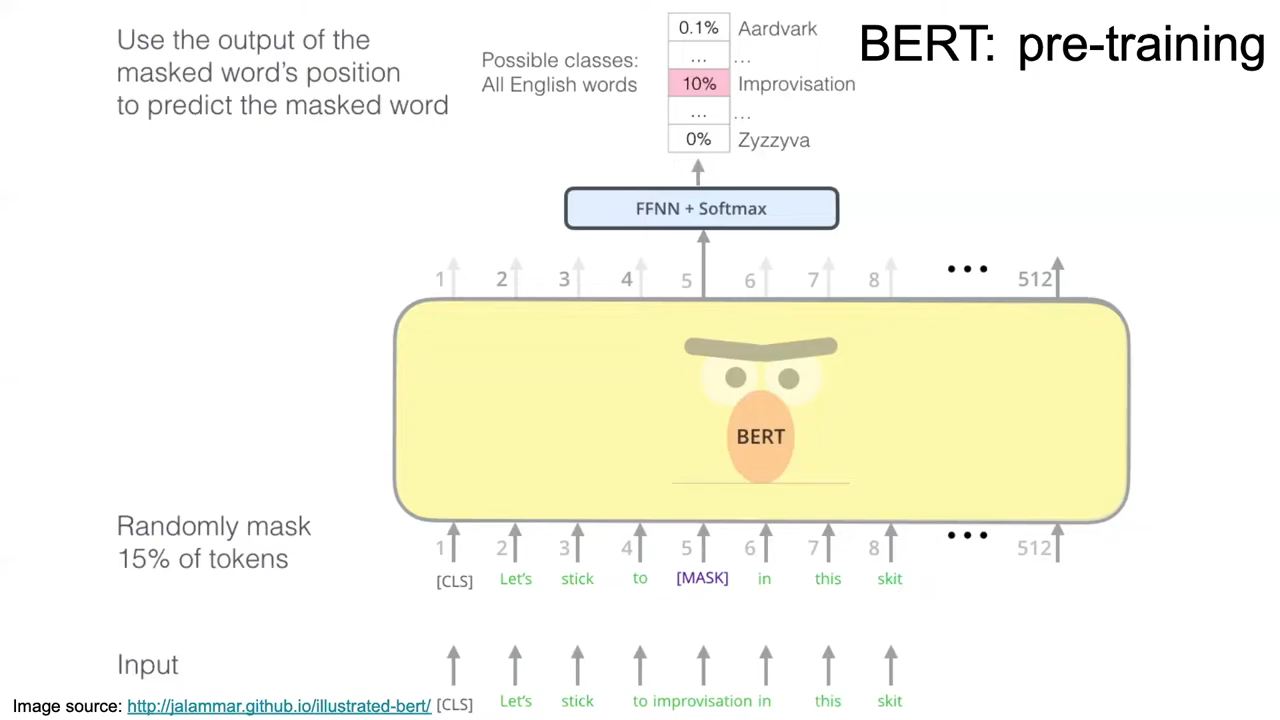 BERT: pre-training
Use the output of the
masked word's position
to predict the masked word
Possible classes:
All English words
0.1% Aardvark
... ...
10% Improvisation
... ...
0% Zyzzyva
FFNN + Softmax
1 2 3 4 5 6 7 8 ... 512
BERT
Randomly mask
15% of tokens
1 2 3 4 5 6 7 8 ... 512
[CLS] Let's stick to [MASK] in this skit
Input
[CLS] Let's stick to improvisation in this skit
Image source: http://jalammar.github.io/illustrated-bert/